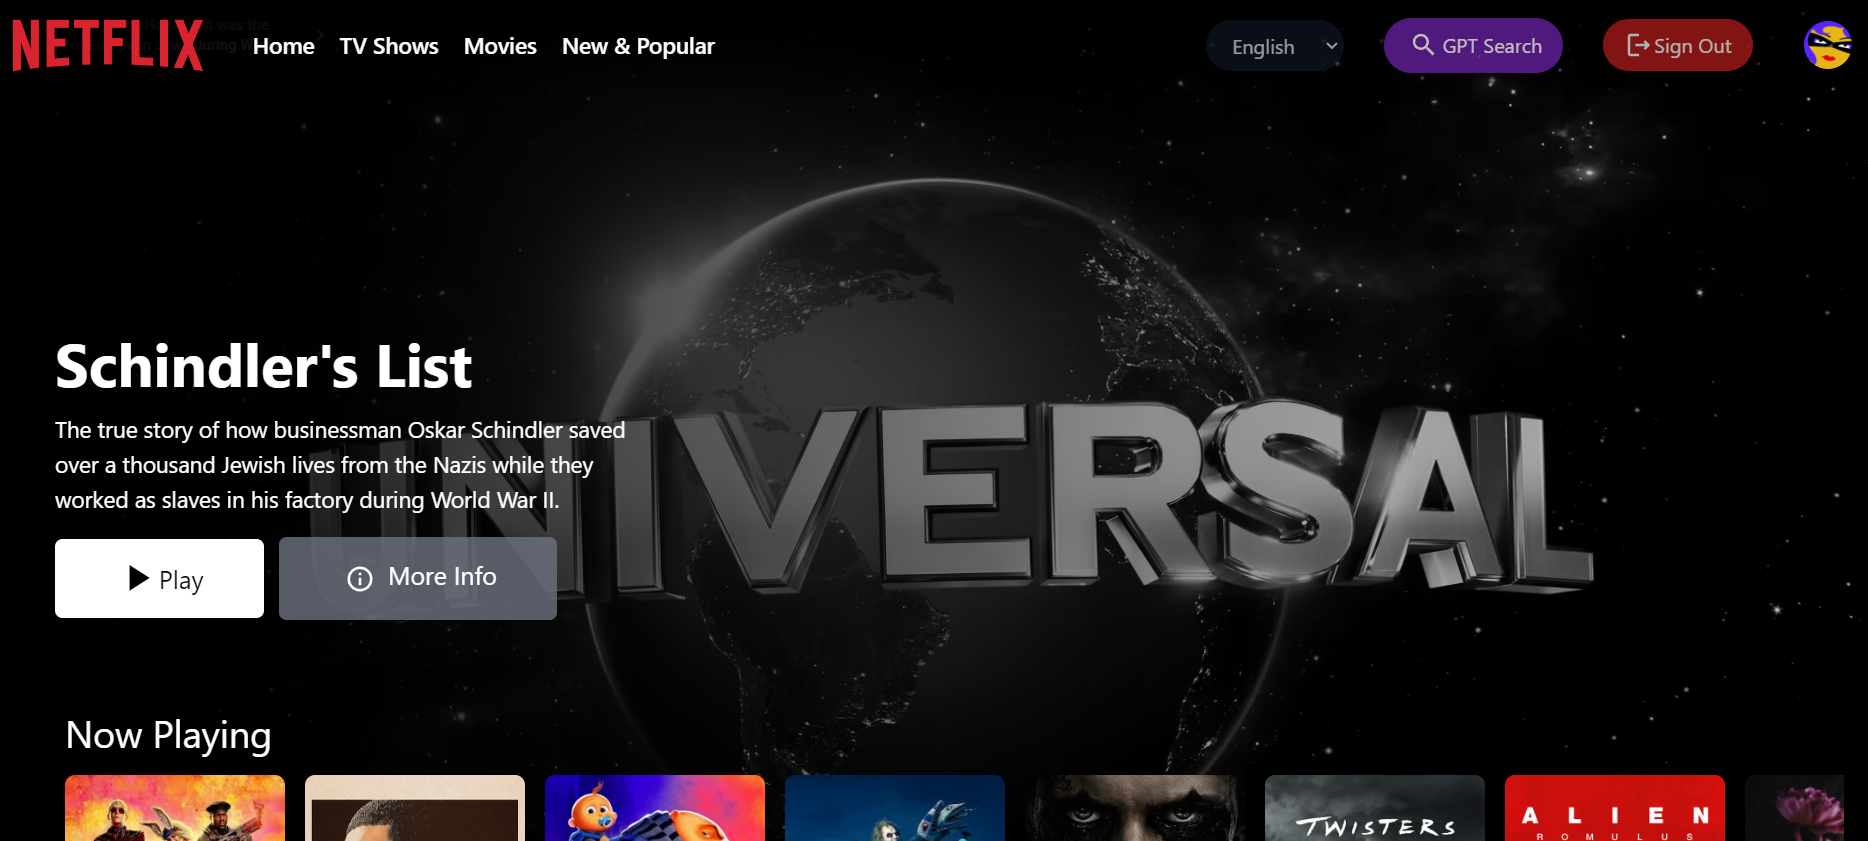 NETFLIX
Home TV Shows Movies New & Popular
English GPT Search Sign Out
UNIVERSAL
Schindler's List
The true story of how businessman Oskar Schindler saved
over a thousand Jewish lives from the Nazis while they
worked as slaves in his factory during World War II.
Play More Info
Now Playing
TWISTERS
ALIEN
ROMULUS